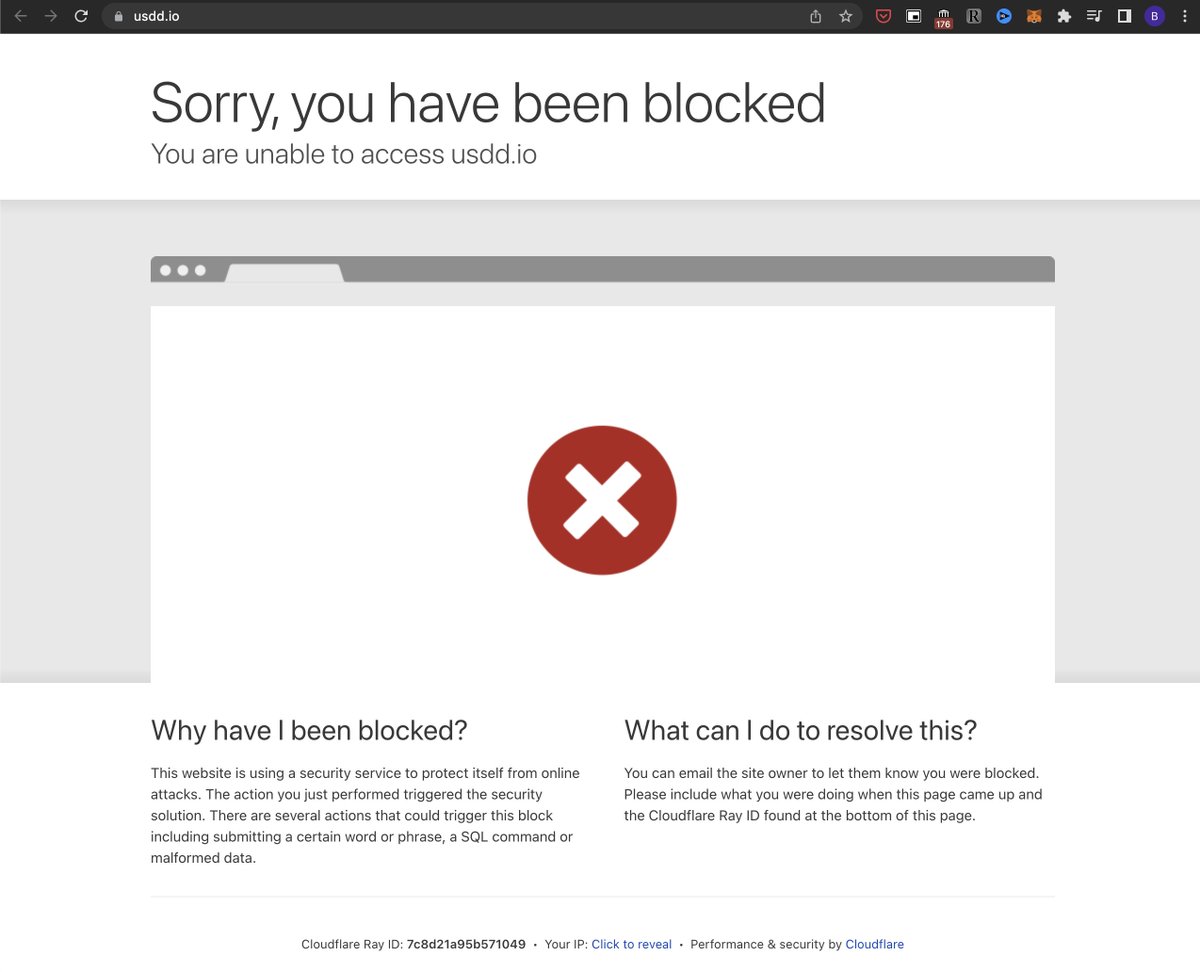 usdd.io
176
R
B
Sorry, you have been blocked
You are unable to access usdd.io
Why have I been blocked?
This website is using a security service to protect itself from online
attacks. The action you just performed triggered the security
solution. There are several actions that could trigger this block
including submitting a certain word or phrase, a SQL command or
malformed data.
What can I do to resolve this?
You can email the site owner to let them know you were blocked.
Please include what you were doing when this page came up and
the Cloudflare Ray ID found at the bottom of this page.
Cloudflare Ray ID: 7c8d21a95b571049 • Your IP: Click to reveal • Performance & security by Cloudflare